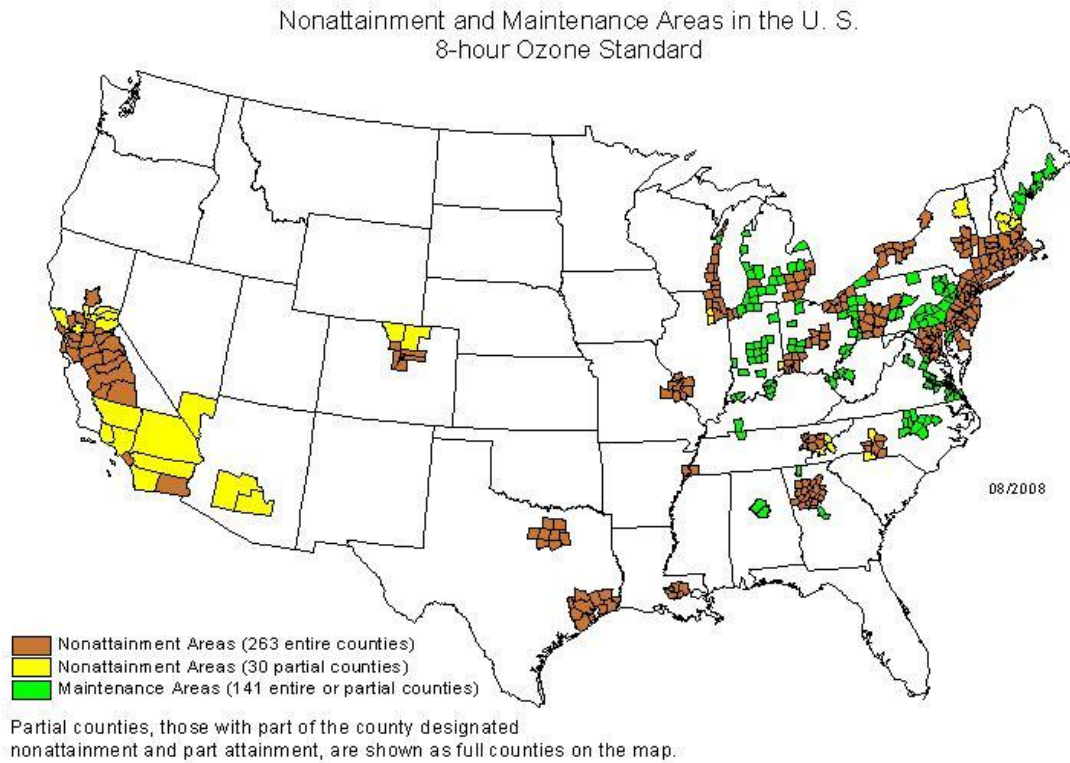 Nonattainment and Maintenance Areas in the U. S.
8-hour Ozone Standard
08/2008
Nonattainment Areas (263 entire counties)
Nonattainment Areas (30 partial counties)
Maintenance Areas (141 entire or partial counties)
Partial counties, those with part of the county designated
nonattainment and part attainment, are shown as full counties on the map.